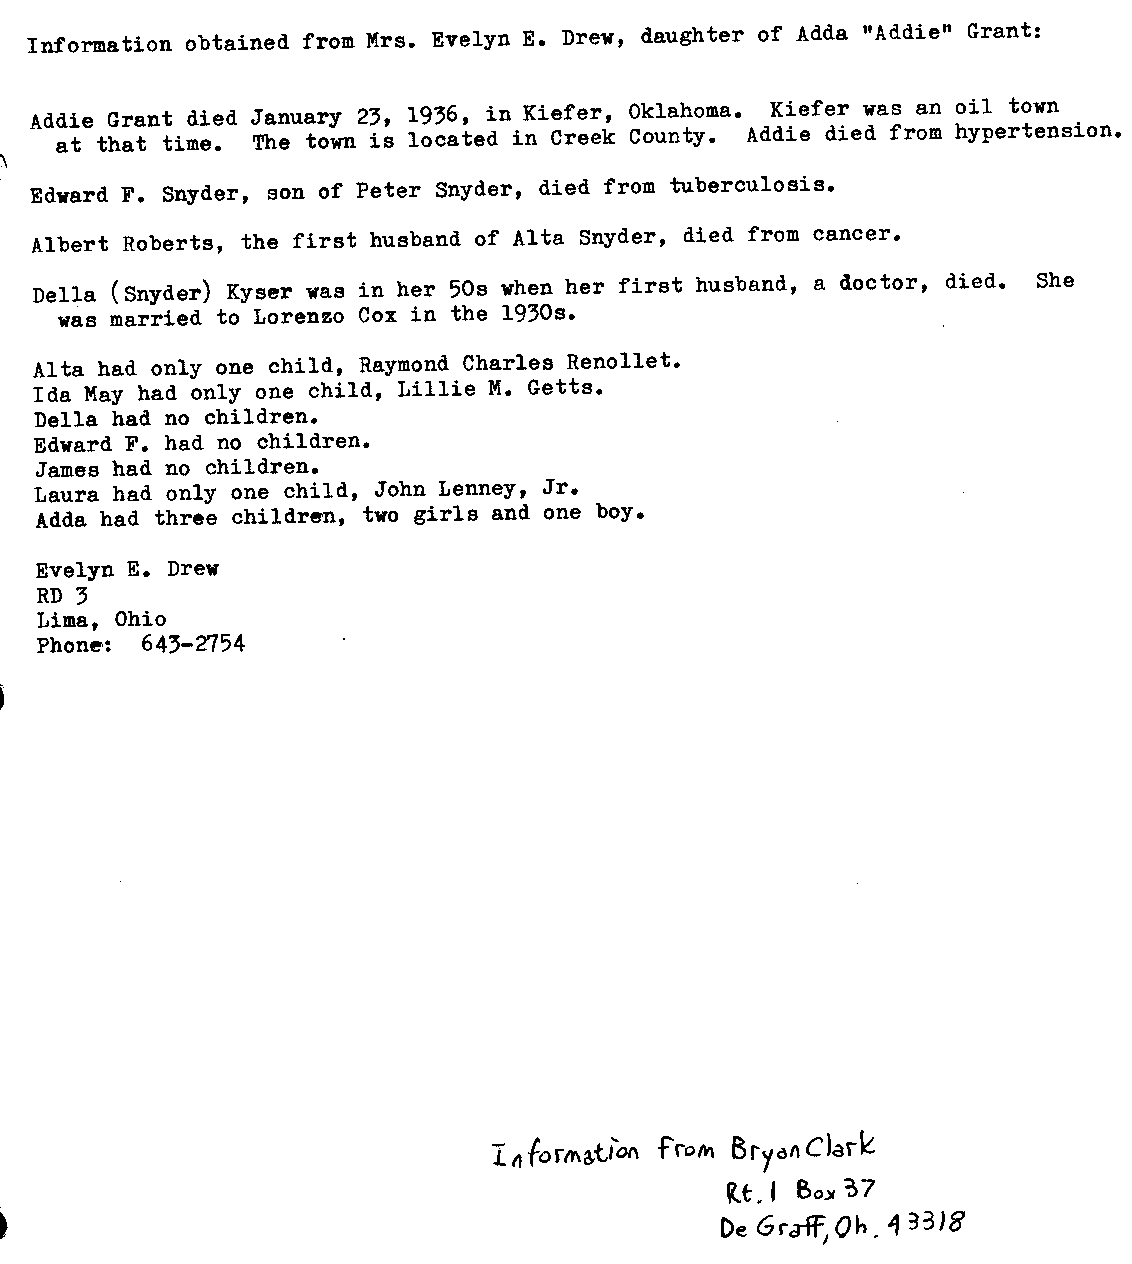 Information obtained from Mrs. Evelyn E. Drew, daughter of Adda "Addie" Grant:
Addie Grant died January 23, 1936, in Kiefer, Oklahoma. Kiefer was an oil town
at that time. The town is located in Creek County. Addie died from hypertension.
Edward F. Snyder, son of Peter Snyder, died from tuberculosis.
Albert Roberts, the first husband of Alta Snyder, died from cancer.
Della (Snyder) Kyser was in her 50s when her first husband, a doctor, died. She
was married to Lorenzo Cox in the 1930s.
Alta had only one child, Raymond Charles Renollet.
Ida May had only one child, Lillie M. Getts.
Della had no children.
Edward F. had no children.
James had no children.
Laura had only one child, John Lenney, Jr.
Adda had three children, two girls and one boy.
Evelyn E. Drew
RD 3
Lima, Ohio
Phone: 643-2754
Information From Bryan Clark
Rt. 1 Box 37
De Graff, Oh. 43318